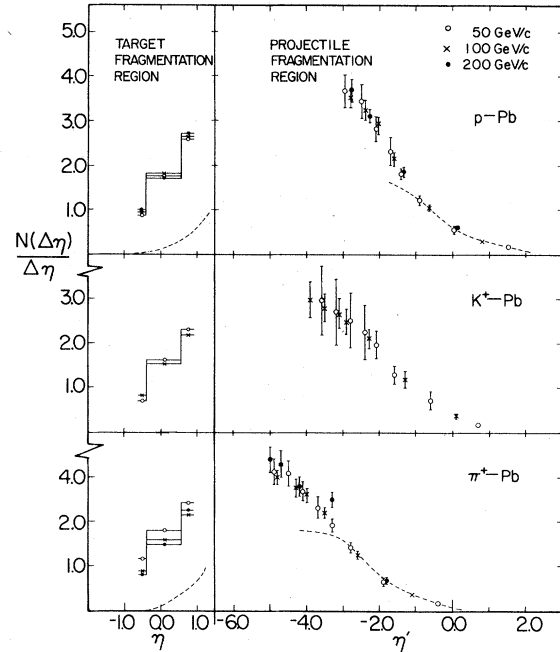 TARGET FRAGMENTATION REGION
PROJECTILE FRAGMENTATION REGION
○ 50 GeV/c
× 100 GeV/c
● 200 GeV/c
5.0
4.0
3.0
2.0
1.0
p—Pb
N(Δη)
Δη
3.0
2.0
1.0
K⁺—Pb
4.0
2.0
1.0
π⁺—Pb
-1.0 0 1.0 -6.0 -4.0 -2.0 0.0 2.0
η η′